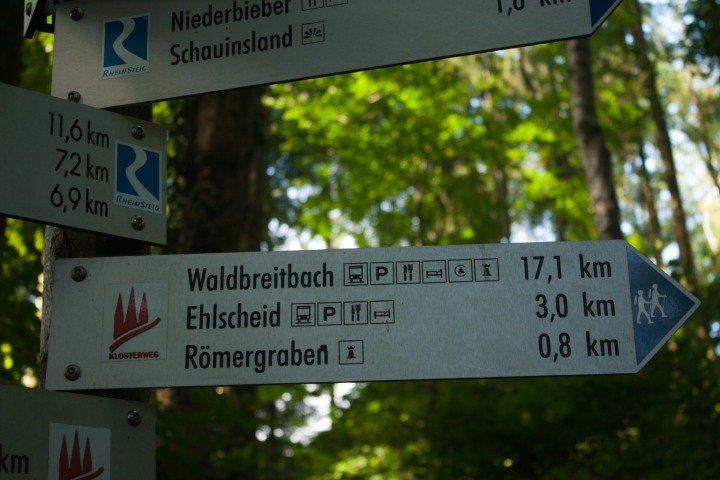 Niederbieber
Schauinsland
RHEINSTEIG
11,6 km
7,2 km
6,9 km
RHEINSTEIG
Waldbreitbach P 17,1 km
Ehlscheid P 3,0 km
Römergraben 0,8 km
KLOSTERWEG
km